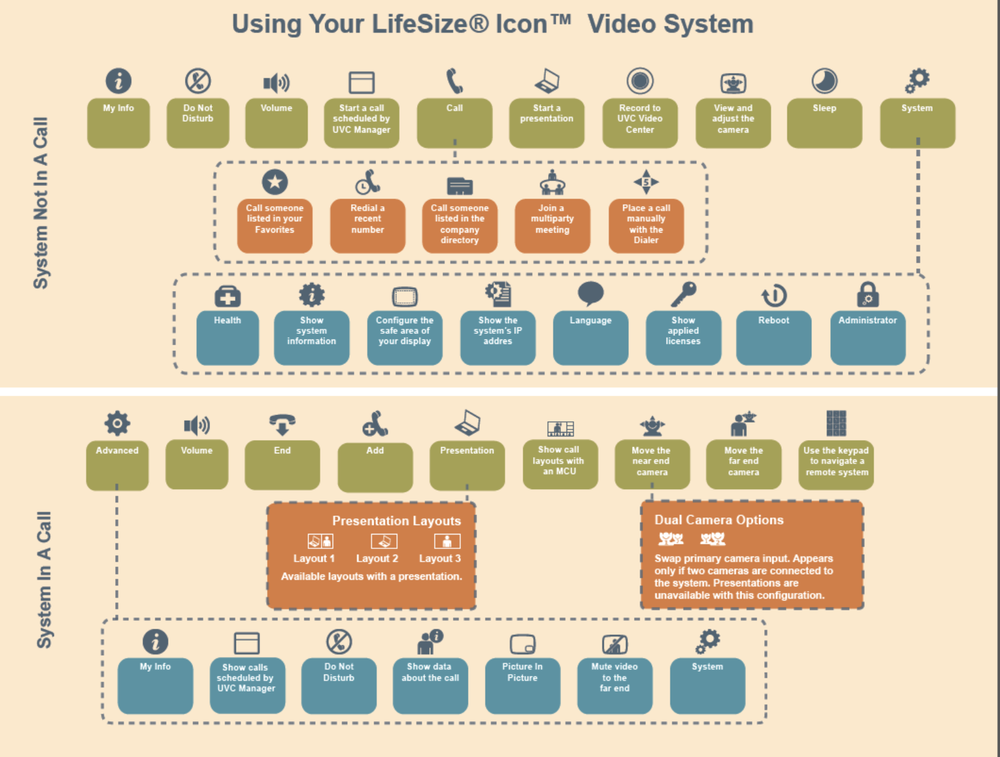 Using Your LifeSize® Icon™ Video System
System Not In A Call
My Info
Do Not
Disturb
Volume
Start a call
scheduled by
UVC Manager
Call
Start a
presentation
Record to
UVC Video
Center
View and
adjust the
camera
Sleep
System
Call someone
listed in your
Favorites
Redial a
recent
number
Call someone
listed in the
company
directory
Join a
multiparty
meeting
5
Place a call
manually
with the
Dialer
Health
Show
system
information
Configure the
safe area of
your display
Show the
system's IP
addres
Language
Show
applied
licenses
Reboot
Administrator
System In A Call
Advanced
Volume
End
Add
Presentation
Show call
layouts with
an MCU
Move the
near end
camera
Move the
far end
camera
Use the keypad
to navigate a
remote system
Presentation Layouts
Layout 1
Layout 2
Layout 3
Available layouts with a presentation.
Dual Camera Options
Swap primary camera input. Appears
only if two cameras are connected to
the system. Presentations are
unavailable with this configuration.
My Info
Show calls
scheduled by
UVC Manager
Do Not
Disturb
Show data
about the call
Picture In
Picture
Mute video
to the
far end
System